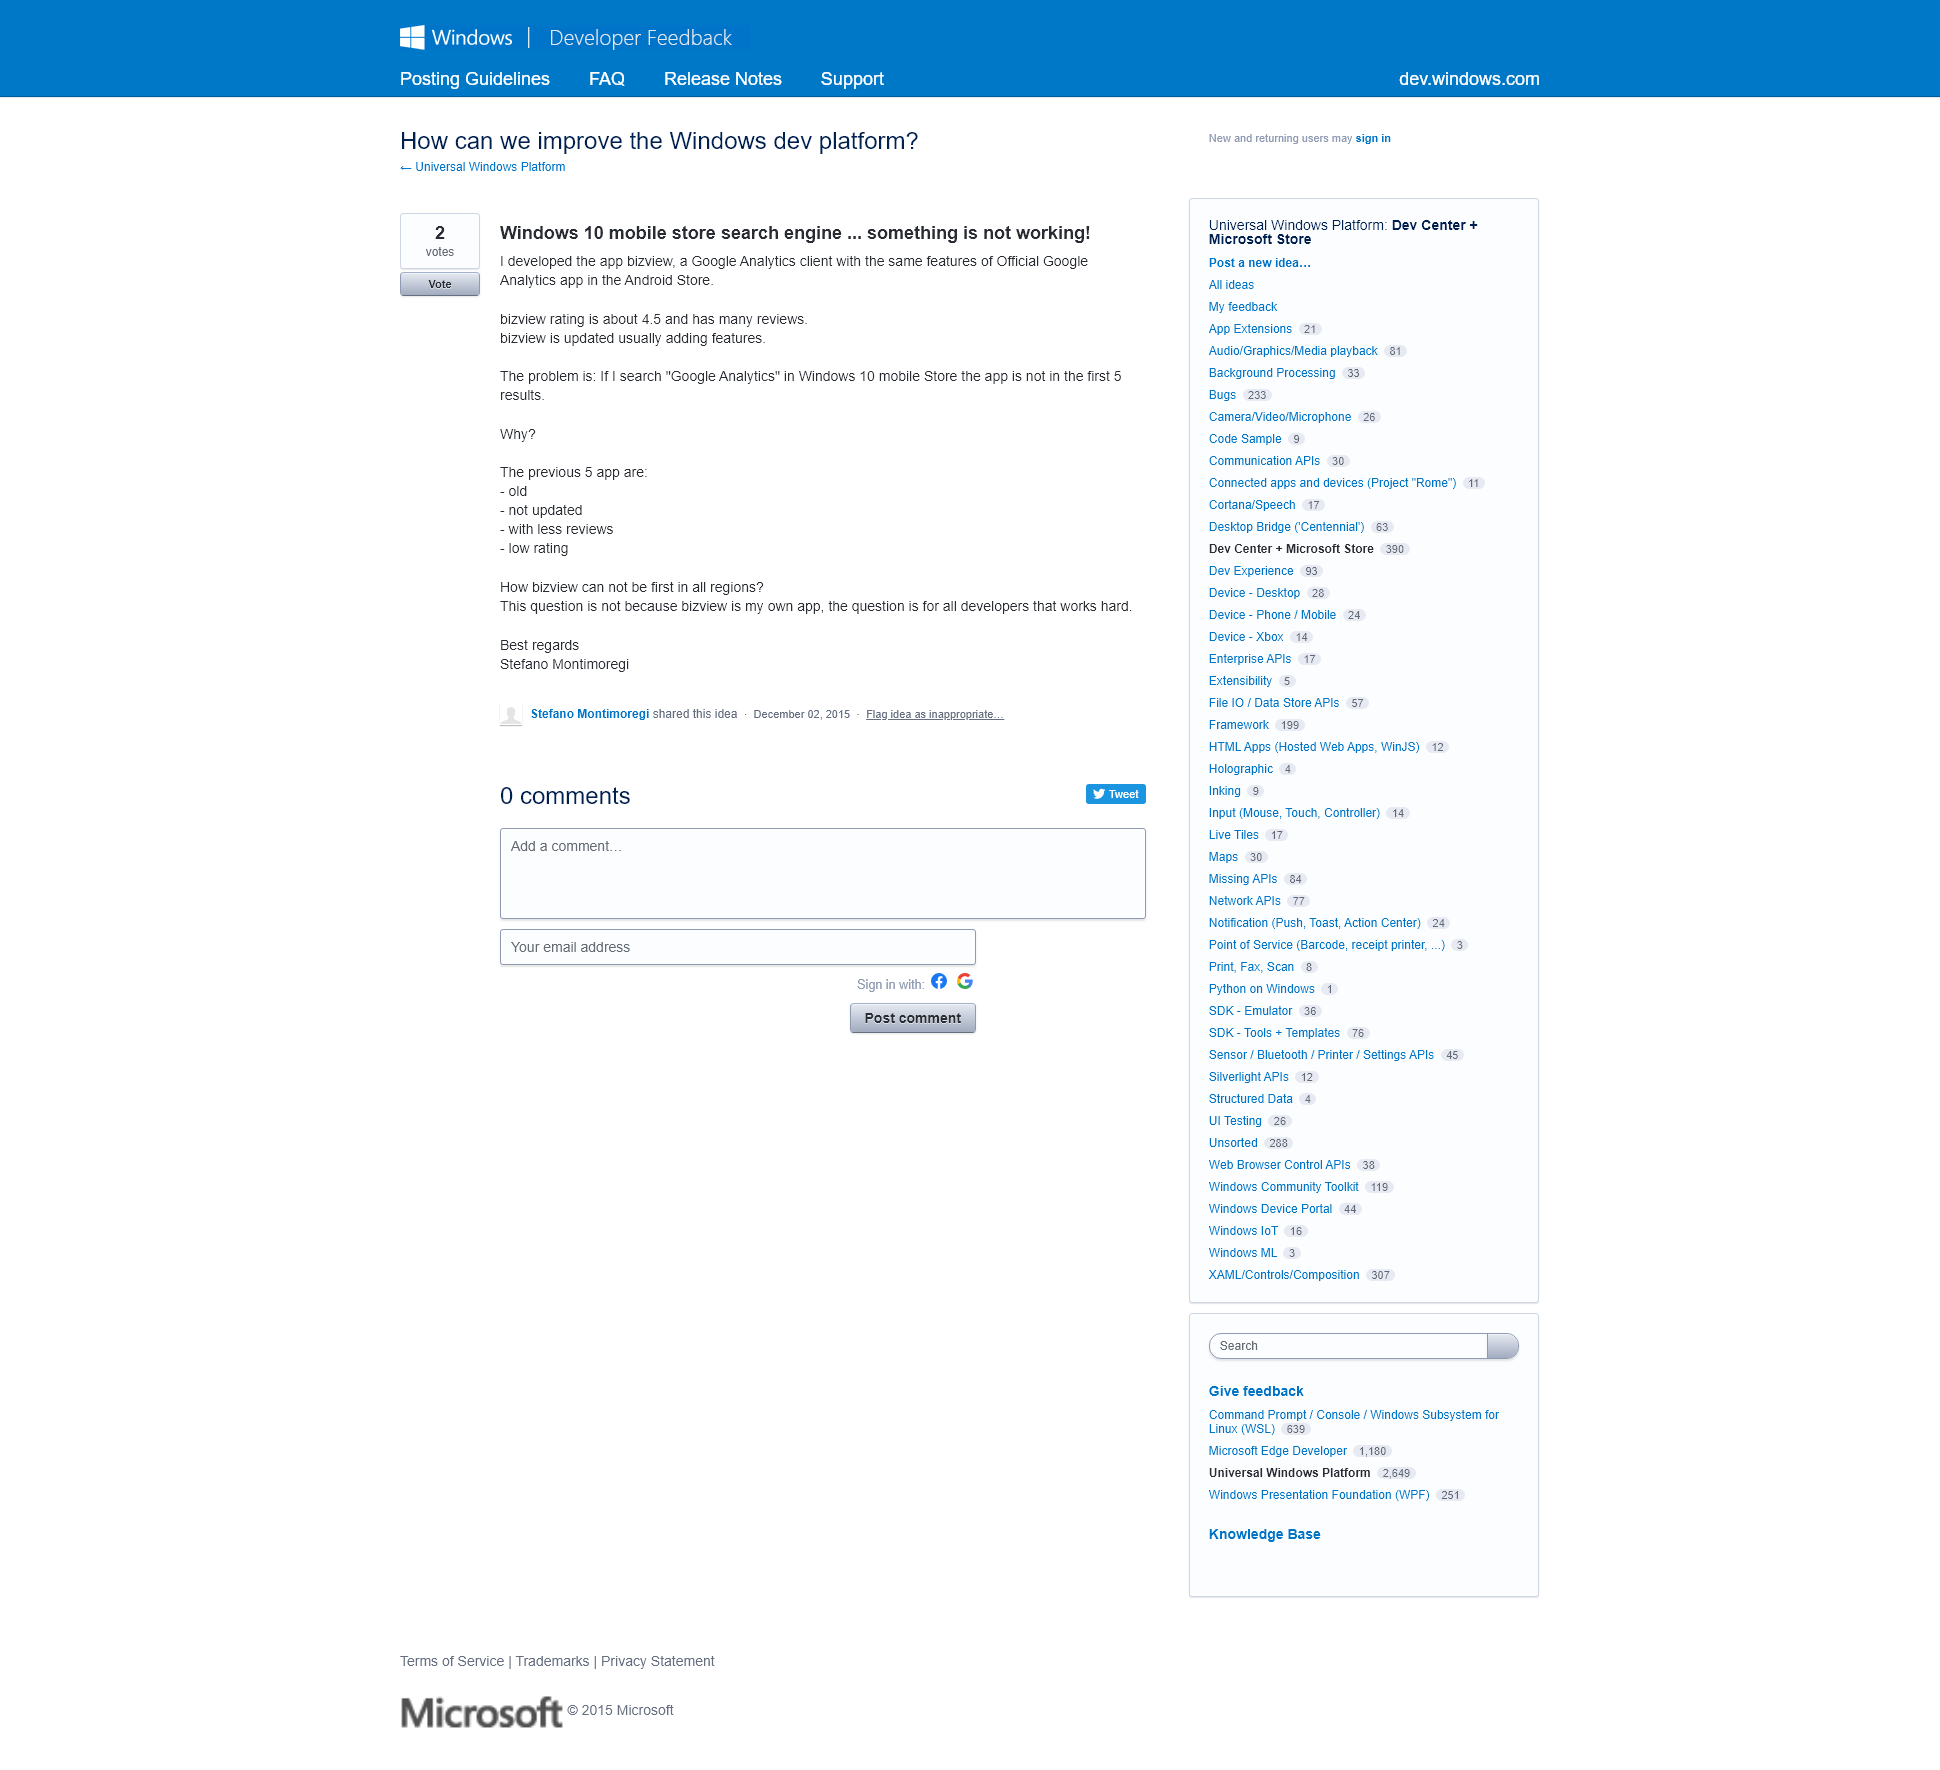 Windows | Developer Feedback
Posting Guidelines FAQ Release Notes Support dev.windows.com
How can we improve the Windows dev platform?
← Universal Windows Platform
New and returning users may sign in
2
votes
Vote
Windows 10 mobile store search engine ... something is not working!
I developed the app bizview, a Google Analytics client with the same features of Official Google
Analytics app in the Android Store.
bizview rating is about 4.5 and has many reviews.
bizview is updated usually adding features.
The problem is: If I search "Google Analytics" in Windows 10 mobile Store the app is not in the first 5
results.
Why?
The previous 5 app are:
- old
- not updated
- with less reviews
- low rating
How bizview can not be first in all regions?
This question is not because bizview is my own app, the question is for all developers that works hard.
Best regards
Stefano Montimoregi
Stefano Montimoregi shared this idea · December 02, 2015 · Flag idea as inappropriate…
0 comments
Tweet
Add a comment…
Your email address
Sign in with:
Post comment
Universal Windows Platform: Dev Center +
Microsoft Store
Post a new idea…
All ideas
My feedback
App Extensions 21
Audio/Graphics/Media playback 81
Background Processing 33
Bugs 233
Camera/Video/Microphone 26
Code Sample 9
Communication APIs 30
Connected apps and devices (Project "Rome") 11
Cortana/Speech 17
Desktop Bridge ('Centennial') 63
Dev Center + Microsoft Store 390
Dev Experience 93
Device - Desktop 28
Device - Phone / Mobile 24
Device - Xbox 14
Enterprise APIs 17
Extensibility 5
File IO / Data Store APIs 57
Framework 199
HTML Apps (Hosted Web Apps, WinJS) 12
Holographic 4
Inking 9
Input (Mouse, Touch, Controller) 14
Live Tiles 17
Maps 30
Missing APIs 84
Network APIs 77
Notification (Push, Toast, Action Center) 24
Point of Service (Barcode, receipt printer, ...) 3
Print, Fax, Scan 8
Python on Windows 1
SDK - Emulator 36
SDK - Tools + Templates 76
Sensor / Bluetooth / Printer / Settings APIs 45
Silverlight APIs 12
Structured Data 4
UI Testing 26
Unsorted 288
Web Browser Control APIs 38
Windows Community Toolkit 119
Windows Device Portal 44
Windows IoT 16
Windows ML 3
XAML/Controls/Composition 307
Search
Give feedback
Command Prompt / Console / Windows Subsystem for
Linux (WSL) 639
Microsoft Edge Developer 1,180
Universal Windows Platform 2,649
Windows Presentation Foundation (WPF) 251
Knowledge Base
Terms of Service | Trademarks | Privacy Statement
Microsoft © 2015 Microsoft